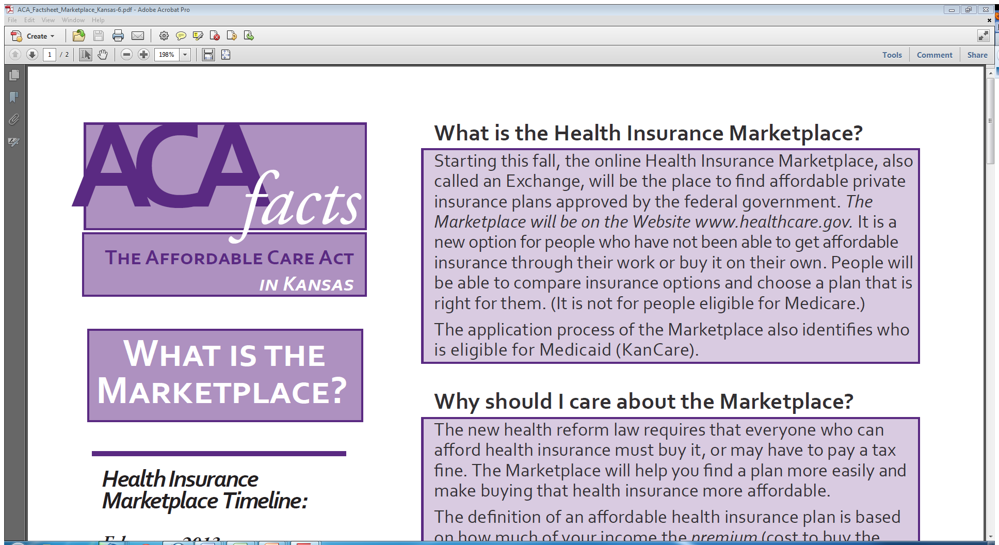 ACA_Factsheet_Marketplace_Kansas-6.pdf - Adobe Acrobat Pro
File Edit View Window Help
Create
1 / 2
198%
Tools Comment Share
ACA
facts
The Affordable Care Act
in Kansas
What is the
Marketplace?
Health Insurance
Marketplace Timeline:
2013
What is the Health Insurance Marketplace?
Starting this fall, the online Health Insurance Marketplace, also
called an Exchange, will be the place to find affordable private
insurance plans approved by the federal government. The
Marketplace will be on the Website www.healthcare.gov. It is a
new option for people who have not been able to get affordable
insurance through their work or buy it on their own. People will
be able to compare insurance options and choose a plan that is
right for them. (It is not for people eligible for Medicare.)
The application process of the Marketplace also identifies who
is eligible for Medicaid (KanCare).
Why should I care about the Marketplace?
The new health reform law requires that everyone who can
afford health insurance must buy it, or may have to pay a tax
fine. The Marketplace will help you find a plan more easily and
make buying that health insurance more affordable.
The definition of an affordable health insurance plan is based
on how much of your income the premium (cost to buy the